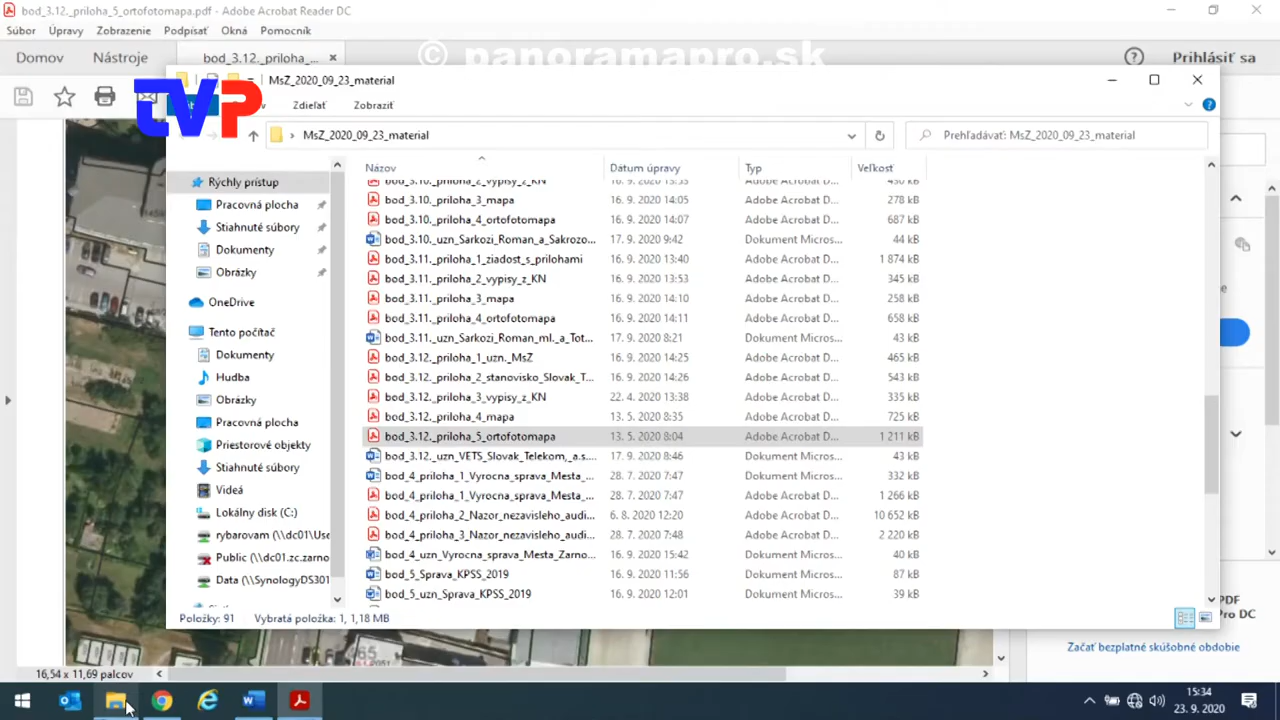 bod_3.12._priloha_5_ortofotomapa.pdf - Adobe Acrobat Reader DC
Súbor Úpravy Zobrazenie Podpísať Okná Pomocník
© panoramapro.sk
Domov Nástroje bod_3.12._priloha_... × ? Prihlásiť sa
MsZ_2020_09_23_material
TVP
Zdieľať Zobraziť
MsZ_2020_09_23_material Prehľadávať: MsZ_2020_09_23_material
Názov Dátum úpravy Typ Veľkosť
Rýchly prístup
Pracovná plocha
Stiahnuté súbory
Dokumenty
Obrázky
OneDrive
Tento počítač
Dokumenty
Hudba
Obrázky
Pracovná plocha
Priestorové objekty
Stiahnuté súbory
Videá
Lokálny disk (C:)
rybarovam (\\dc01\Use
Public (\\dc01.zc.zarno
Data (\\SynologyDS301
bod_3.10._priloha_2_vypisy_z_KN
bod_3.10._priloha_3_mapa 16. 9. 2020 14:05 Adobe Acrobat D... 278 kB
bod_3.10._priloha_4_ortofotomapa 16. 9. 2020 14:07 Adobe Acrobat D... 687 kB
bod_3.10._uzn_Sarkozi_Roman_a_Sakrozo... 17. 9. 2020 9:42 Dokument Micros... 44 kB
bod_3.11._priloha_1_ziadost_s_prilohami 16. 9. 2020 13:40 Adobe Acrobat D... 1 874 kB
bod_3.11._priloha_2_vypisy_z_KN 16. 9. 2020 13:53 Adobe Acrobat D... 345 kB
bod_3.11._priloha_3_mapa 16. 9. 2020 14:10 Adobe Acrobat D... 258 kB
bod_3.11._priloha_4_ortofotomapa 16. 9. 2020 14:11 Adobe Acrobat D... 658 kB
bod_3.11._uzn_Sarkozi_Roman_ml._a_Tot... 17. 9. 2020 8:21 Dokument Micros... 43 kB
bod_3.12._priloha_1_uzn._MsZ 16. 9. 2020 14:25 Adobe Acrobat D... 465 kB
bod_3.12._priloha_2_stanovisko_Slovak_T... 16. 9. 2020 14:26 Adobe Acrobat D... 543 kB
bod_3.12._priloha_3_vypisy_z_KN 22. 4. 2020 13:38 Adobe Acrobat D... 335 kB
bod_3.12._priloha_4_mapa 13. 5. 2020 8:35 Adobe Acrobat D... 725 kB
bod_3.12._priloha_5_ortofotomapa 13. 5. 2020 8:04 Adobe Acrobat D... 1 211 kB
bod_3.12._uzn_VETS_Slovak_Telekom,_a.s.... 17. 9. 2020 8:46 Dokument Micros... 43 kB
bod_4_priloha_1_Vyrocna_sprava_Mesta_... 28. 7. 2020 7:47 Dokument Micros... 332 kB
bod_4_priloha_1_Vyrocna_sprava_Mesta_... 28. 7. 2020 7:47 Adobe Acrobat D... 1 266 kB
bod_4_priloha_2_Nazor_nezavisleho_audi... 6. 8. 2020 12:20 Adobe Acrobat D... 10 652 kB
bod_4_priloha_3_Nazor_nezavisleho_audi... 28. 7. 2020 7:48 Adobe Acrobat D... 2 220 kB
bod_4_uzn_Vyrocna_sprava_Mesta_Zarno... 16. 9. 2020 15:42 Dokument Micros... 40 kB
bod_5_Sprava_KPSS_2019 16. 9. 2020 11:56 Dokument Micros... 87 kB
bod_5_uzn_Sprava_KPSS_2019 16. 9. 2020 12:01 Dokument Micros... 39 kB
Položky: 91 Vybratá položka: 1, 1,18 MB
PDF
Pro DC
Začať bezplatné skúšobné obdobie
16,54 x 11,69 palcov
15:34
23. 9. 2020